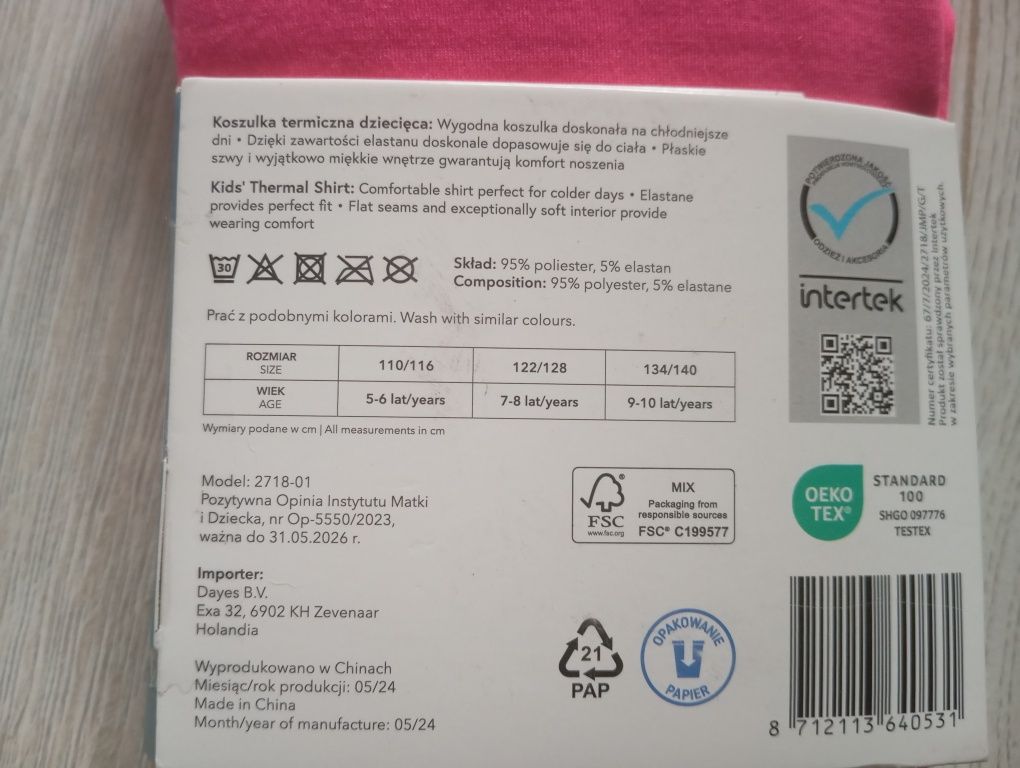 Koszulka termiczna dziecięca: Wygodna koszulka doskonała na chłodniejsze
dni • Dzięki zawartości elastanu doskonale dopasowuje się do ciała • Płaskie
szwy i wyjątkowo miękkie wnętrze gwarantują komfort noszenia
Kids' Thermal Shirt: Comfortable shirt perfect for colder days • Elastane
provides perfect fit • Flat seams and exceptionally soft interior provide
wearing comfort
30
Skład: 95% poliester, 5% elastan
Composition: 95% polyester, 5% elastane
Prać z podobnymi kolorami. Wash with similar colours.
ROZMIAR
SIZE
110/116
122/128
134/140
WIEK
AGE
5-6 lat/years
7-8 lat/years
9-10 lat/years
Wymiary podane w cm | All measurements in cm
POTWIERDZONA JAKOŚĆ
ODZIEŻ I AKCESORIA
intertek
Numer certyfikatu: 67/7/2024/2718/JMP/G/T
Produkt został sprawdzony przez Intertek
w zakresie wybranych parametrów użytkowych.
Model: 2718-01
Pozytywna Opinia Instytutu Matki
i Dziecka, nr Op-5550/2023,
ważna do 31.05.2026 r.
FSC®
www.fsc.org
MIX
Packaging from
responsible sources
FSC® C199577
OEKO
TEX®
STANDARD
100
SHGO 097776
TESTEX
Importer:
Dayes B.V.
Exa 32, 6902 KH Zevenaar
Holandia
21
PAP
OPAKOWANIE
PAPIER
Wyprodukowano w Chinach
Miesiąc/rok produkcji: 05/24
Made in China
Month/year of manufacture: 05/24
8 712113 640531